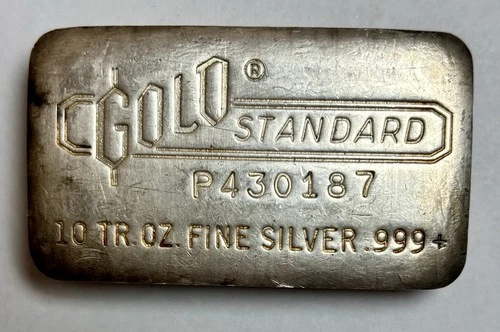 GOLD ®
STANDARD
P430187
10 TR. OZ. FINE SILVER .999+